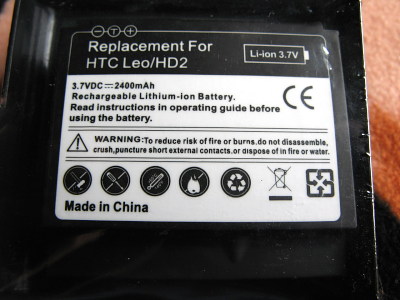 − T +
Replacement For
HTC Leo/HD2
Li-ion 3.7V
3.7VDC⎓2400mAh
Rechargeable Lithium-ion Battery.
Read instructions in operating guide before
using the battery.
CE
WARNING:To reduce risk of fire or burns,do not disassemble,
crush,puncture short external contacts,or dispose of in fire or water.
Made in China